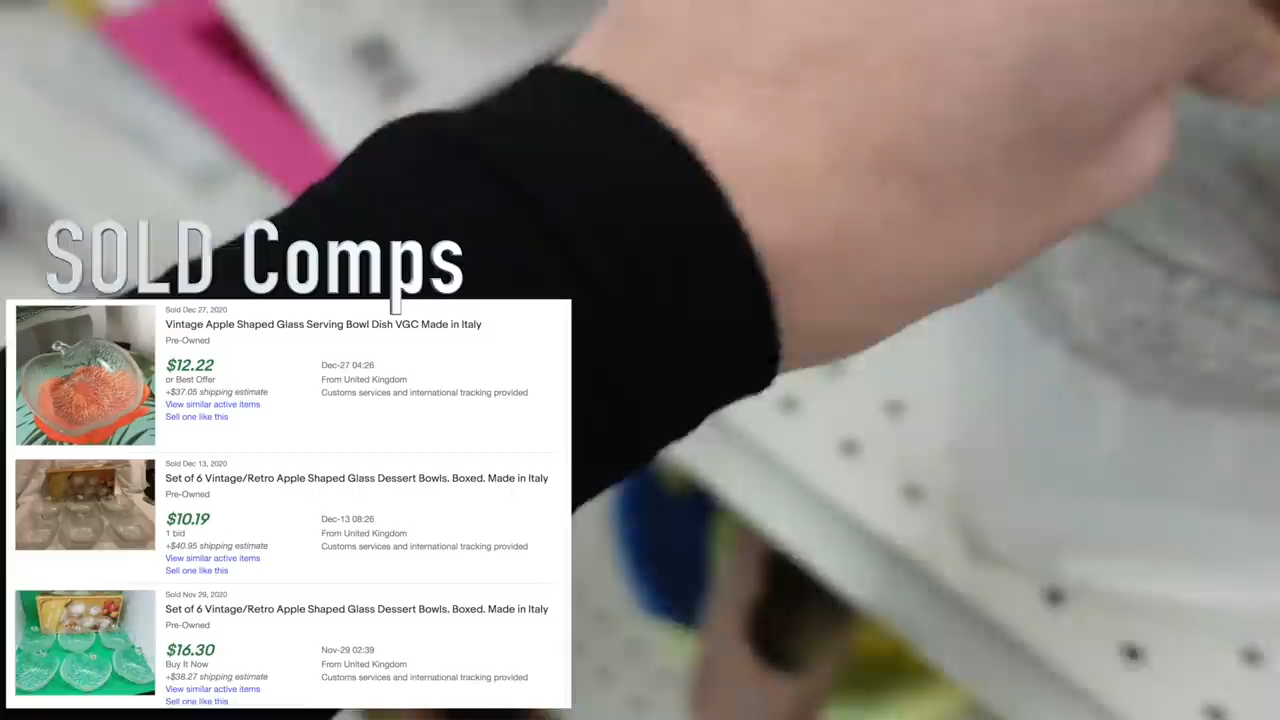 SOLD Comps
Sold Dec 27, 2020
Vintage Apple Shaped Glass Serving Bowl Dish VGC Made in Italy
Pre-Owned
$12.22
Dec-27 04:26
or Best Offer
From United Kingdom
+$37.05 shipping estimate
Customs services and international tracking provided
View similar active items
Sell one like this
Sold Dec 13, 2020
Set of 6 Vintage/Retro Apple Shaped Glass Dessert Bowls. Boxed. Made in Italy
Pre-Owned
$10.19
Dec-13 08:26
1 bid
From United Kingdom
+$40.95 shipping estimate
Customs services and international tracking provided
View similar active items
Sell one like this
Sold Nov 29, 2020
Set of 6 Vintage/Retro Apple Shaped Glass Dessert Bowls. Boxed. Made in Italy
Pre-Owned
$16.30
Nov-29 02:39
Buy It Now
From United Kingdom
+$38.27 shipping estimate
Customs services and international tracking provided
View similar active items
Sell one like this